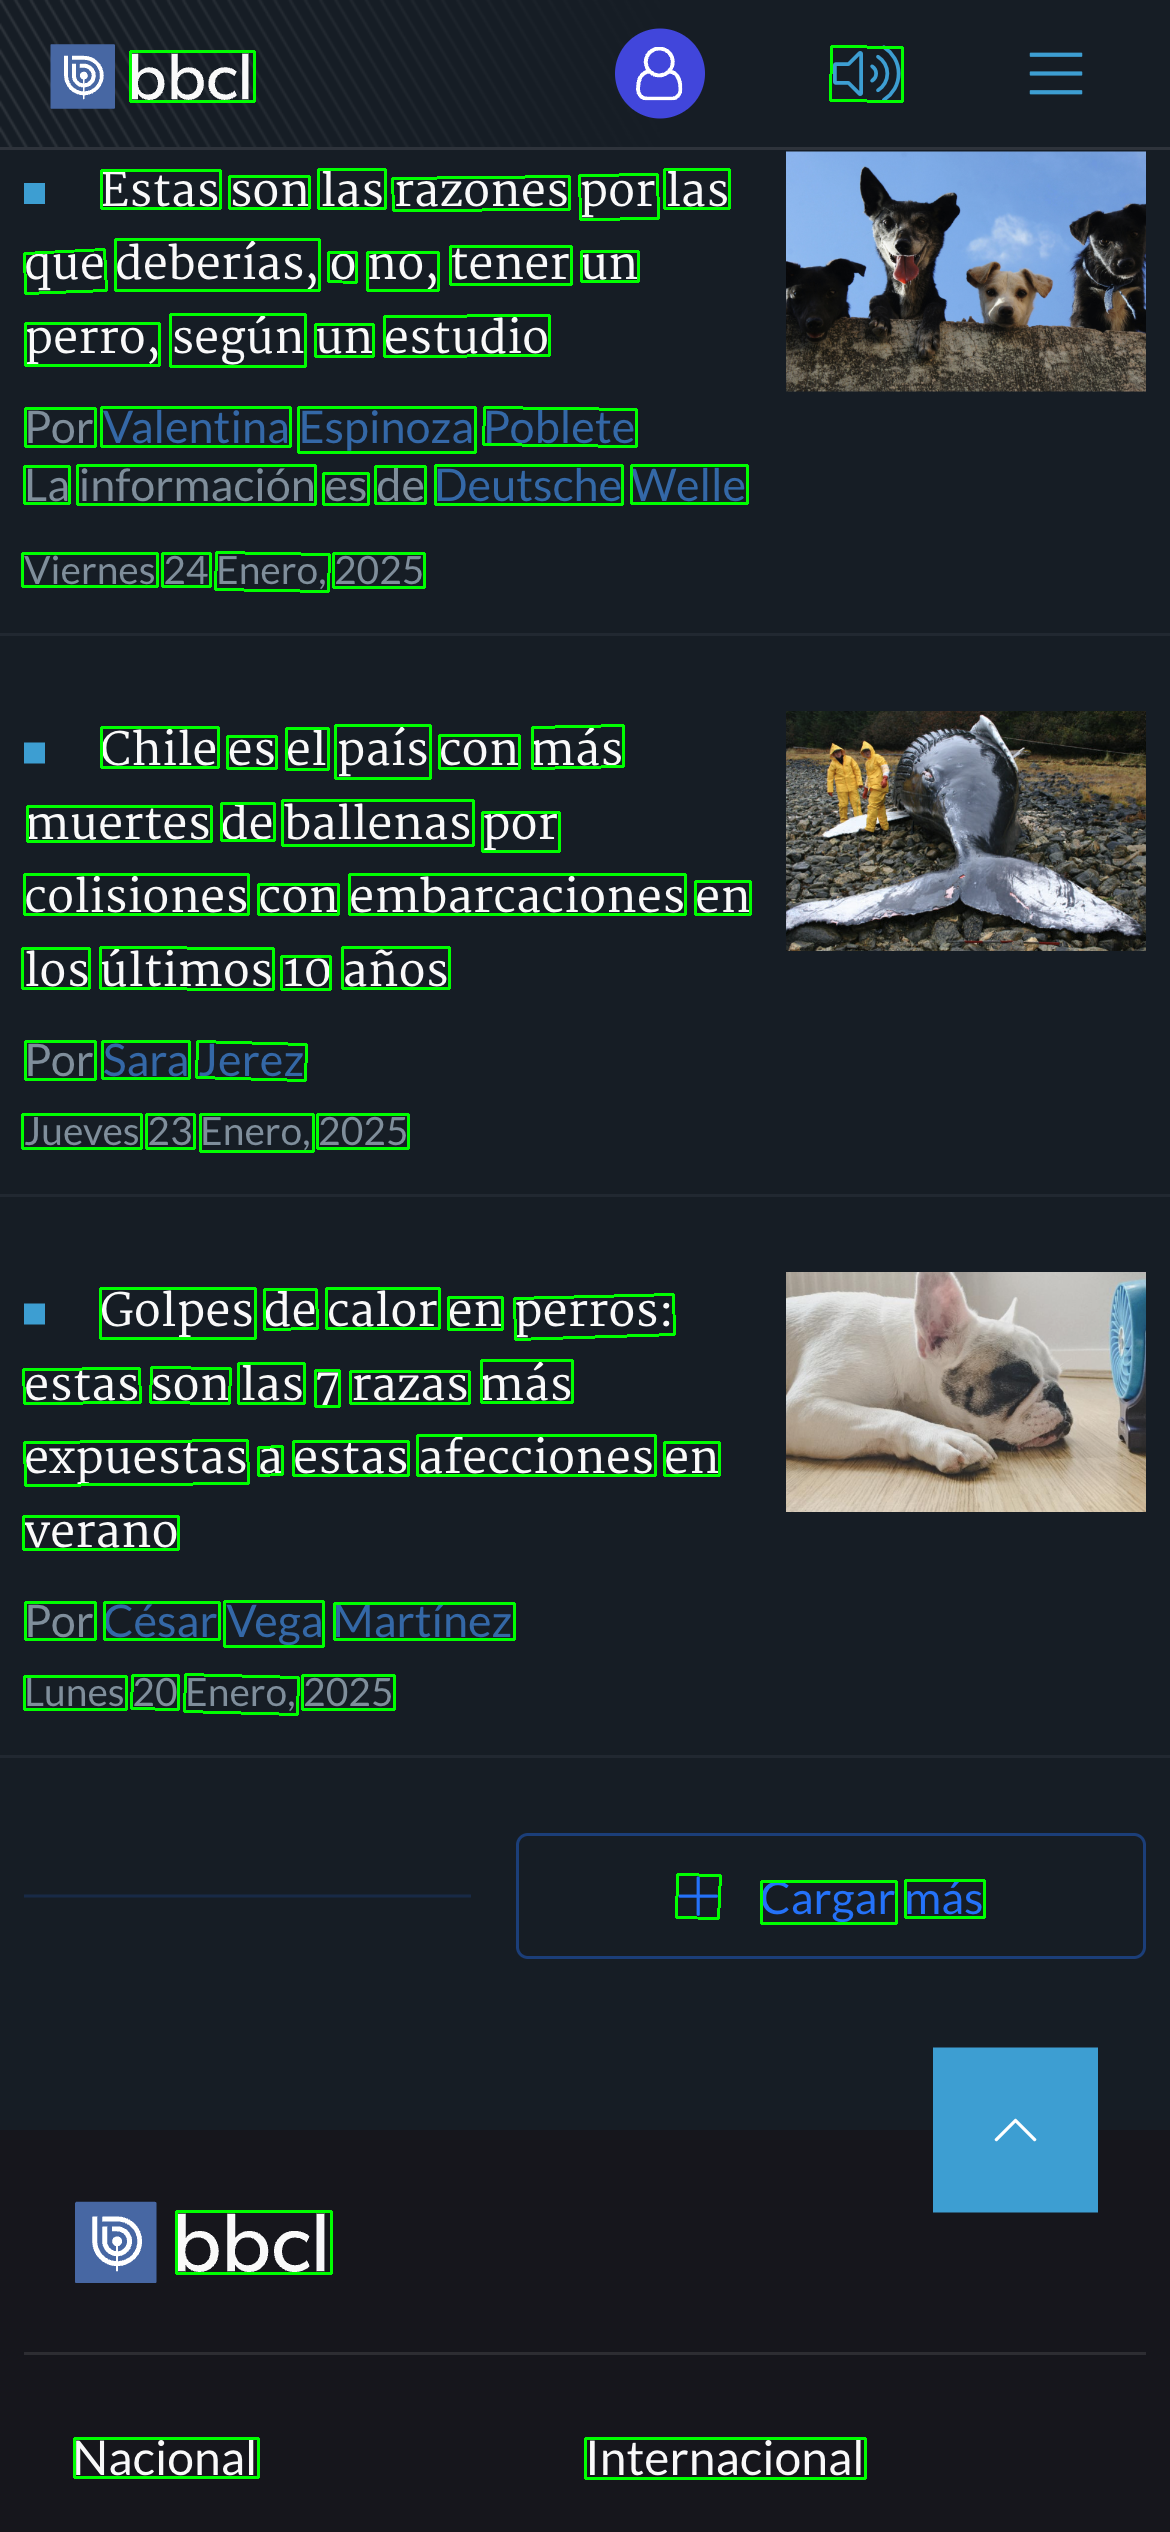 bbcl
Estas son las razones por las
que deberías, o no, tener un
perro, según un estudio
Por Valentina Espinoza Poblete
La información es de Deutsche Welle
Viernes 24 Enero, 2025
Chile es el país con más
muertes de ballenas por
colisiones con embarcaciones en
los últimos 10 años
Por Sara Jerez
Jueves 23 Enero, 2025
Golpes de calor en perros:
estas son las 7 razas más
expuestas a estas afecciones en
verano
Por César Vega Martínez
Lunes 20 Enero, 2025
Cargar más
bbcl
Nacional Internacional